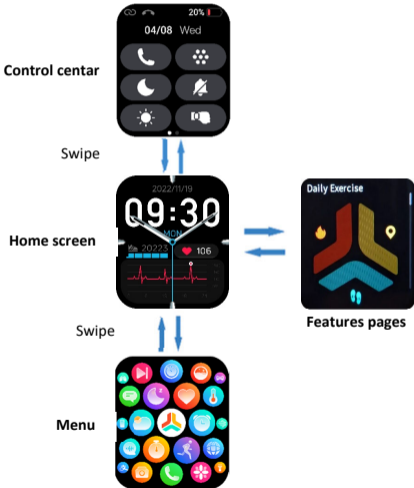 20%
04/08 Wed
Control centar
Swipe
2022/11/19
09:30
MON
20223
106
Home screen
Daily Exercise
Features pages
Swipe
Menu